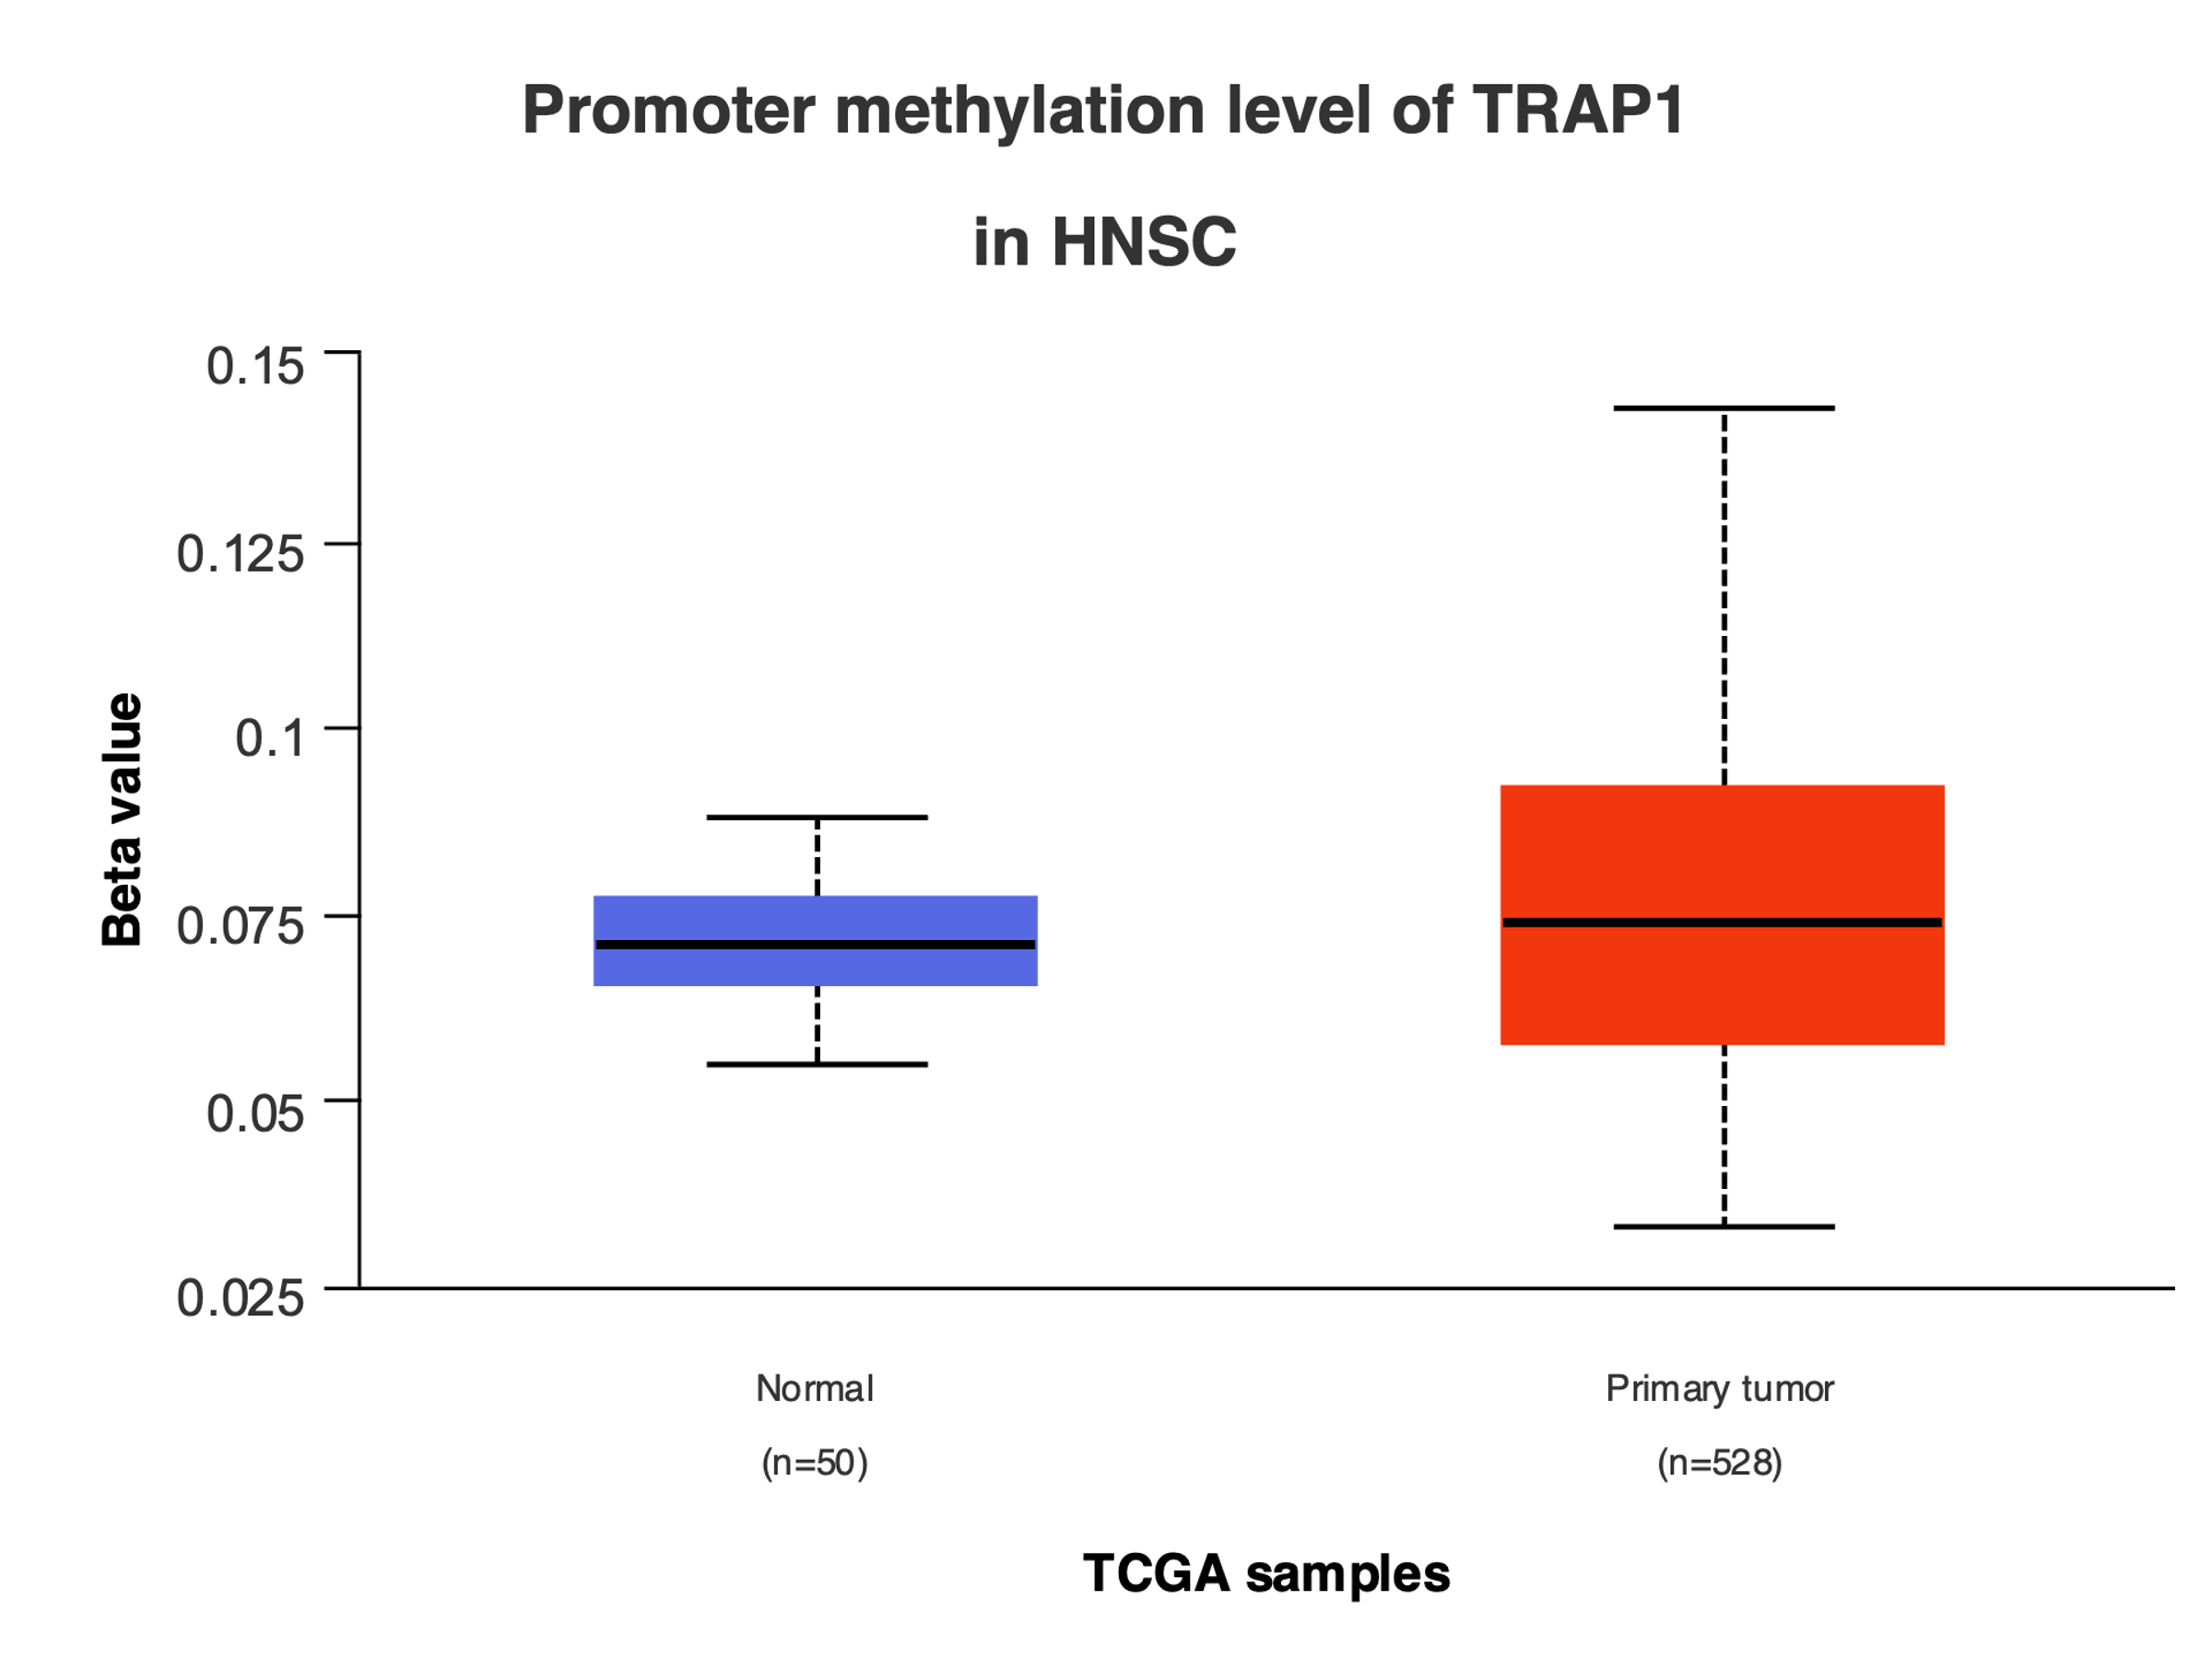 Promoter methylation level of TRAP1
in HNSC
0.15
0.125
0.1
0.075
0.05
0.025
Beta value
Normal
(n=50)
Primary tumor
(n=528)
TCGA samples